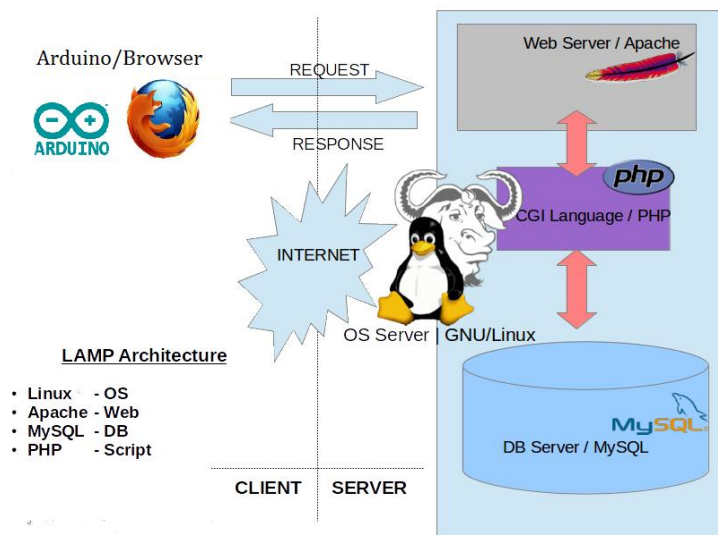 Arduino/Browser
ARDUINO
REQUEST
RESPONSE
Web Server / Apache
php
CGI Language / PHP
INTERNET
OS Server | GNU/Linux
LAMP Architecture
• Linux - OS
• Apache - Web
• MySQL - DB
• PHP - Script
MySQL
DB Server / MySQL
CLIENT
SERVER